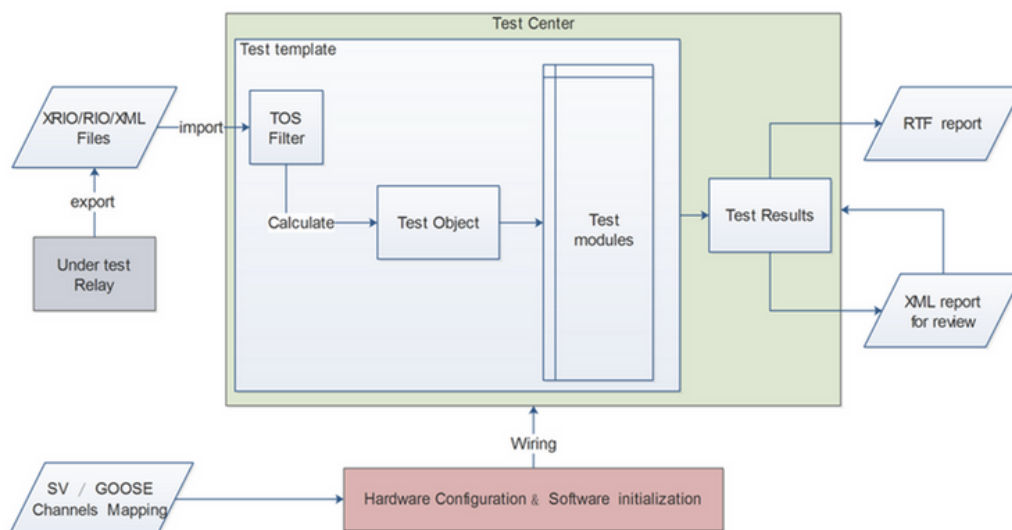 Test Center
Test template
XRIO/RIO/XML
Files
import
TOS
Filter
RTF report
export
Calculate
Test Object
Test
modules
Test Results
Under test
Relay
XML report
for review
Wiring
SV / GOOSE
Channels Mapping
Hardware Configuration & Software initialization